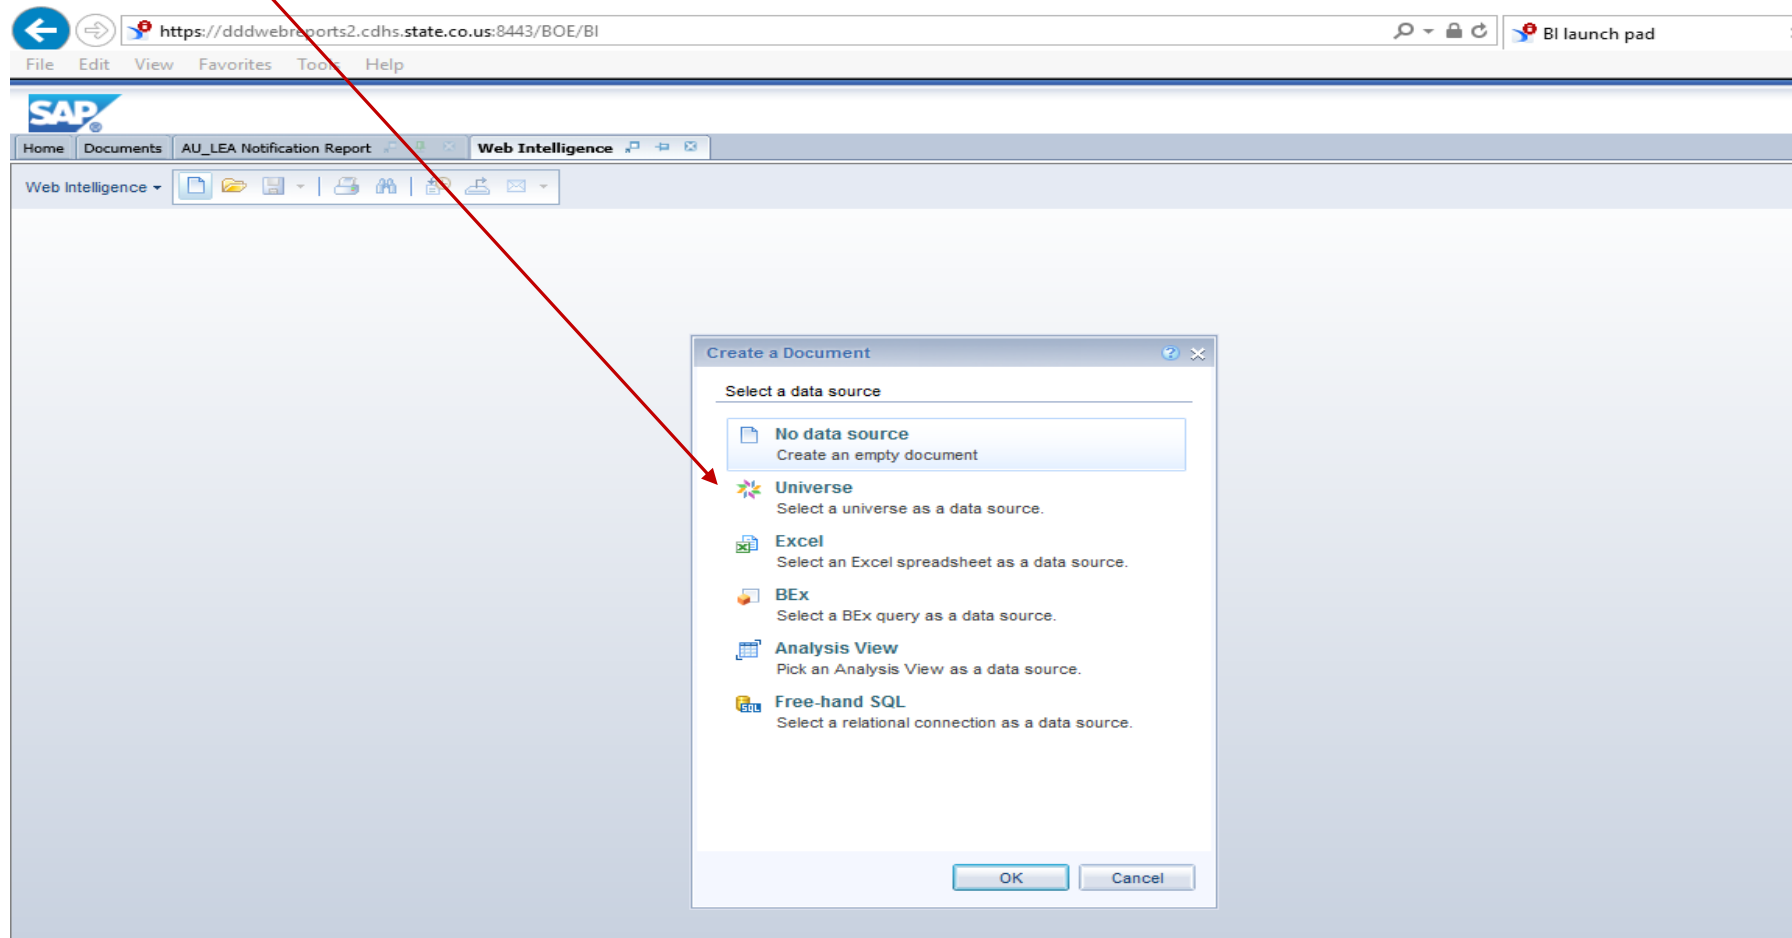 https://dddwebreports2.cdhs.state.co.us:8443/BOE/BI
BI launch pad
File Edit View Favorites Tools Help
SAP®
Home Documents AU_LEA Notification Report Web Intelligence
Web Intelligence
Create a Document
Select a data source
No data source
Create an empty document
Universe
Select a universe as a data source.
Excel
Select an Excel spreadsheet as a data source.
BEx
Select a BEx query as a data source.
Analysis View
Pick an Analysis View as a data source.
SQL
Free-hand SQL
Select a relational connection as a data source.
OK Cancel